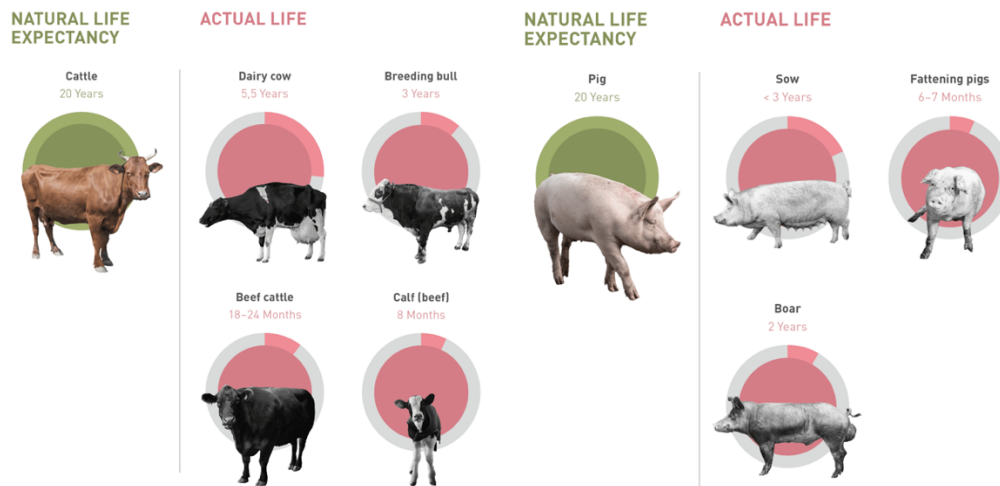 NATURAL LIFE
EXPECTANCY
ACTUAL LIFE
Cattle
20 Years
Dairy cow
5,5 Years
Breeding bull
3 Years
Beef cattle
18–24 Months
Calf (beef)
8 Months
NATURAL LIFE
EXPECTANCY
ACTUAL LIFE
Pig
20 Years
Sow
< 3 Years
Fattening pigs
6–7 Months
Boar
2 Years